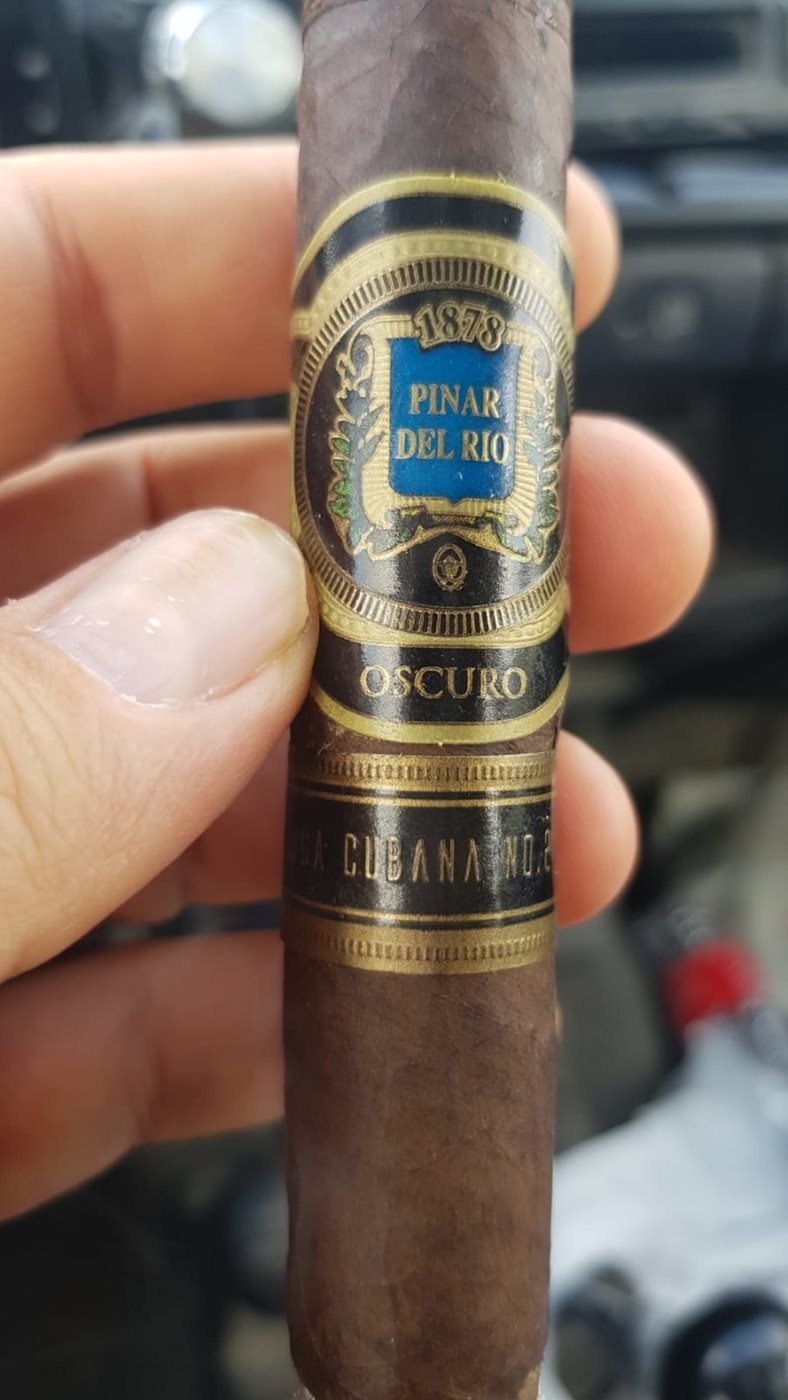 1878
PINAR
DEL RIO
OSCURO
CUBANA NO.